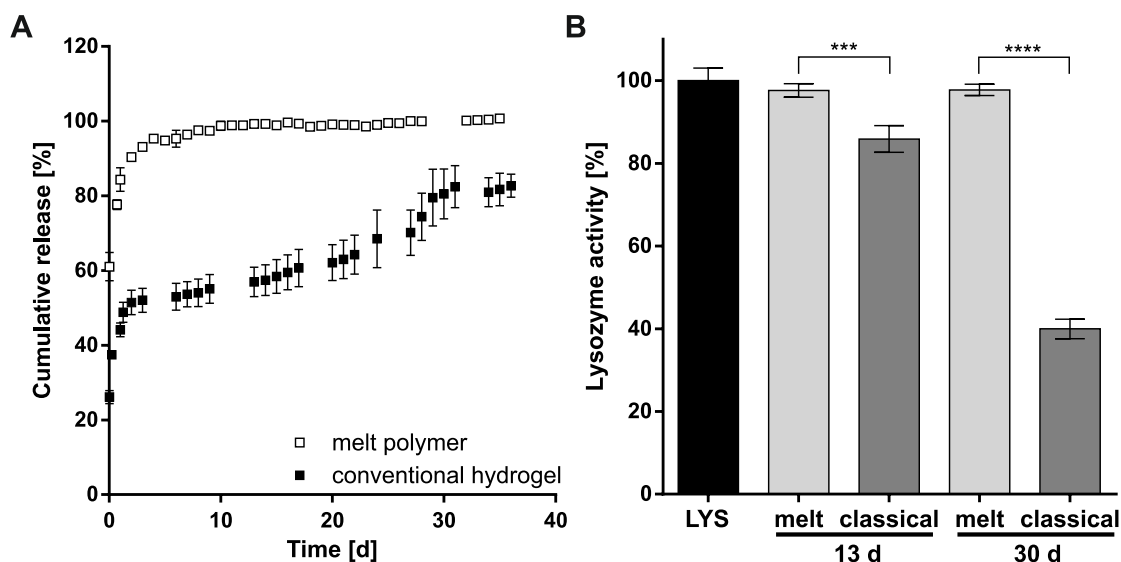 A
Cumulative release [%]
120
100
80
60
40
20
0
0 10 20 30 40
Time [d]
melt polymer
conventional hydrogel
B
Lysozyme activity [%]
100
80
60
40
20
0
*** ****
LYS melt classical melt classical
13 d 30 d